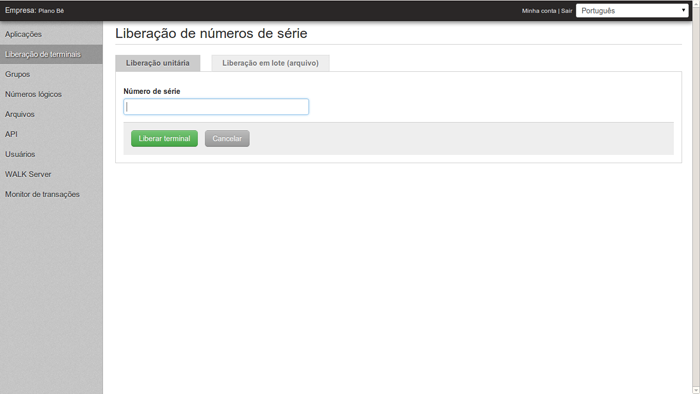 Empresa: Plano Bê
Minha conta | Sair
Português
Aplicações
Liberação de terminais
Grupos
Números lógicos
Arquivos
API
Usuários
WALK Server
Monitor de transações
Liberação de números de série
Liberação unitária
Liberação em lote (arquivo)
Número de série
Liberar terminal
Cancelar